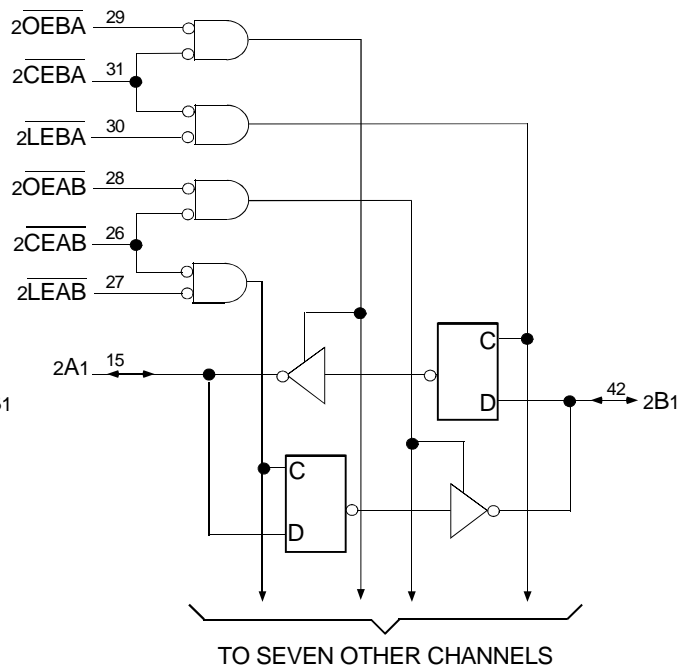 2OEBA 29
2CEBA 31
2LEBA 30
2OEAB 28
2CEAB 26
2LEAB 27
C
2A1 15
D
42 2B1
C
D
TO SEVEN OTHER CHANNELS